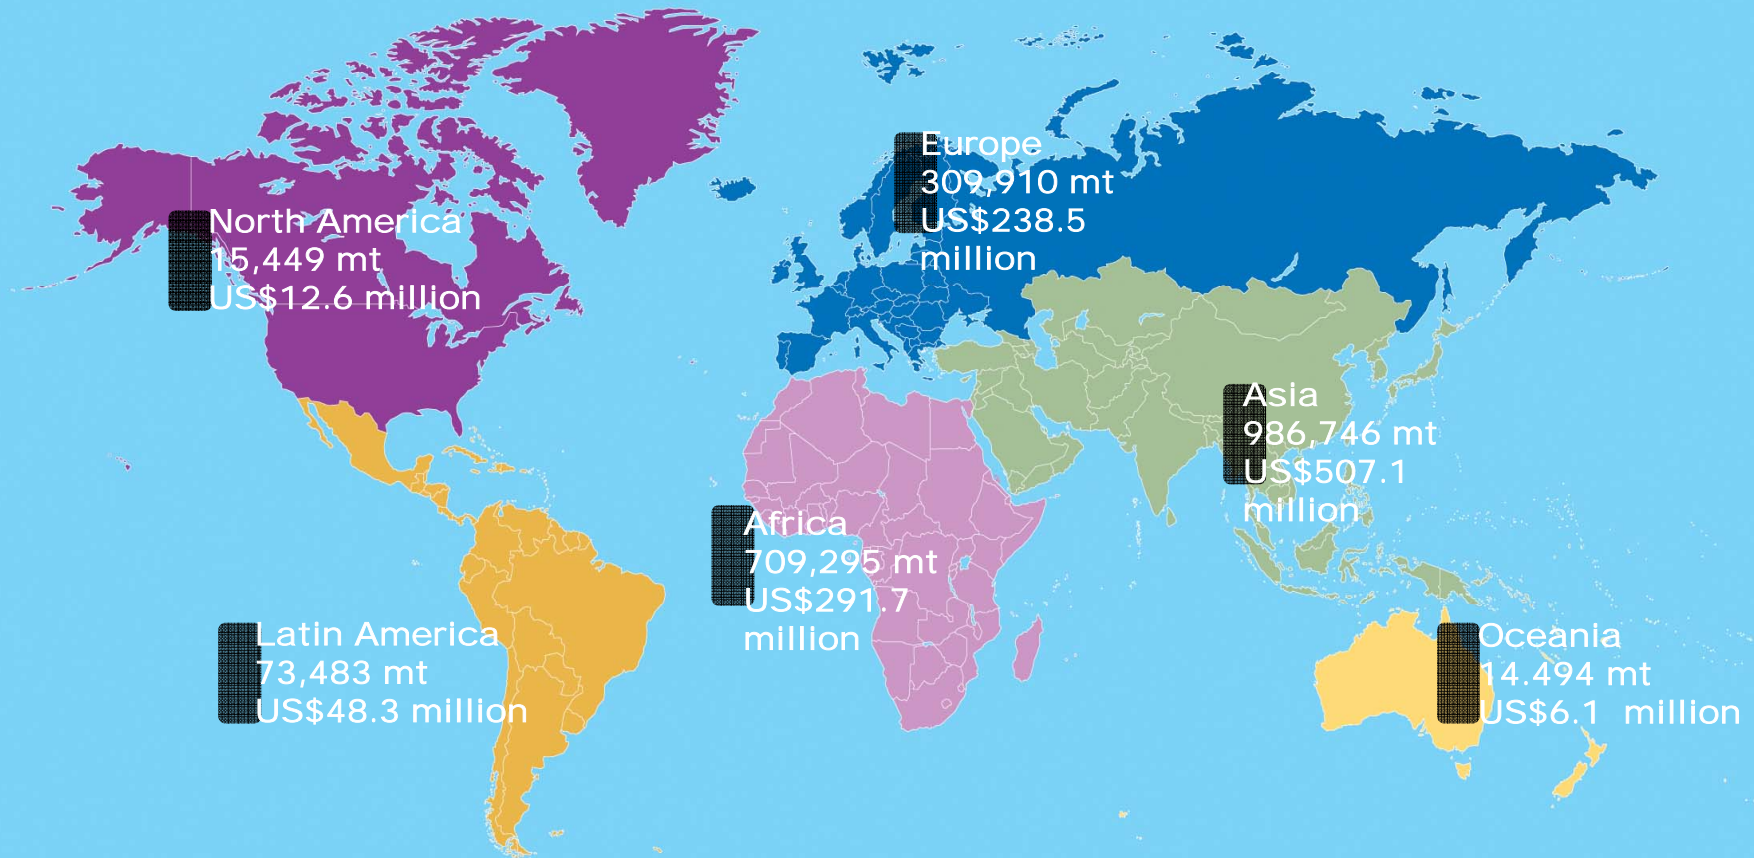 Europe
309,910 mt
US$238.5
million
North America
15,449 mt
US$12.6 million
Asia
986,746 mt
US$507.1
million
Africa
709,295 mt
US$291.7
million
Latin America
73,483 mt
US$48.3 million
Oceania
14.494 mt
US$6.1 million